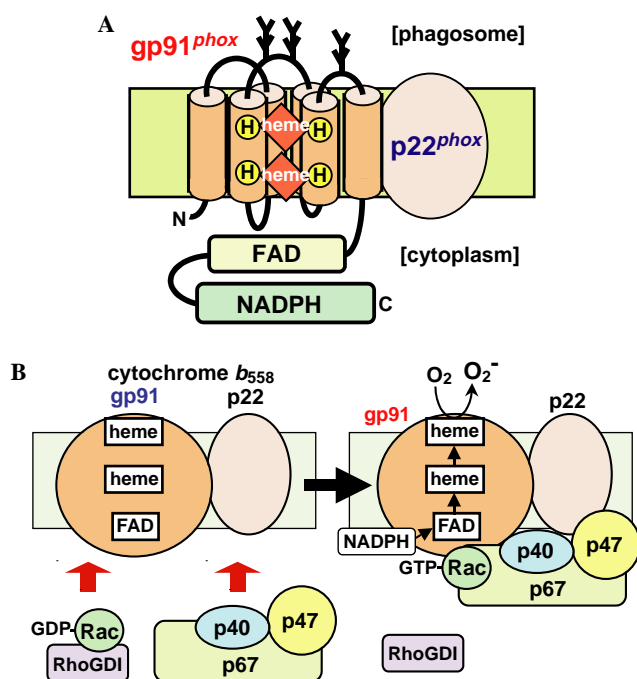 A
gp91phox
[phagosome]
H heme H
H heme H
p22phox
N
FAD
[cytoplasm]
NADPH
C
B
cytochrome b558
gp91
p22
heme
heme
FAD
GDP-Rac
RhoGDI
p40
p47
p67
O2
O2-
gp91
p22
heme
heme
NADPH
FAD
GTP-Rac
p40
p47
p67
RhoGDI